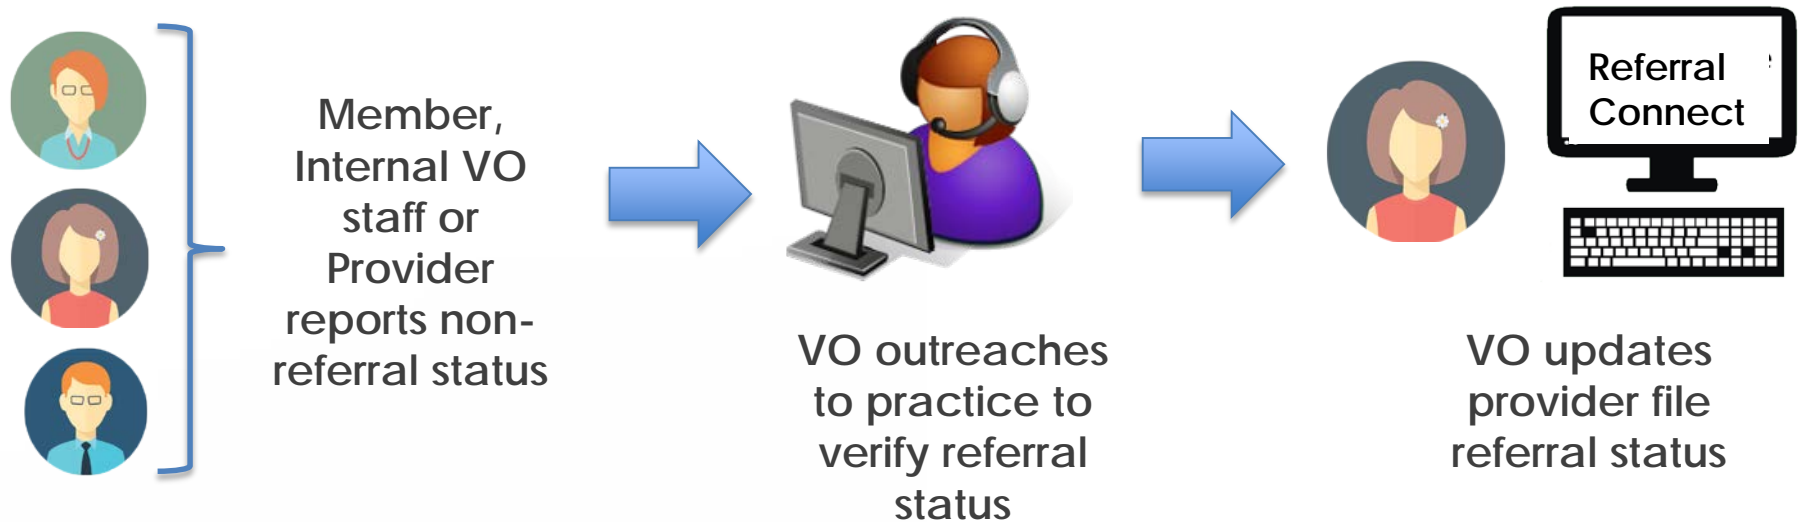 Member,
Internal VO
staff or
Provider
reports non-
referral status
VO outreaches
to practice to
verify referral
status
Referral
Connect
VO updates
provider file
referral status